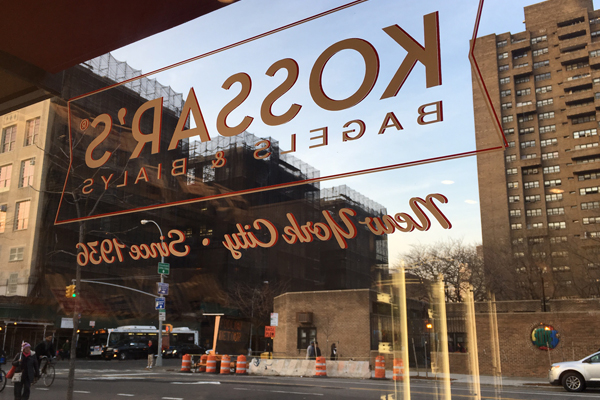 KOSSAR'S®
BAGELS & BIALYS
New York City • Since 1936